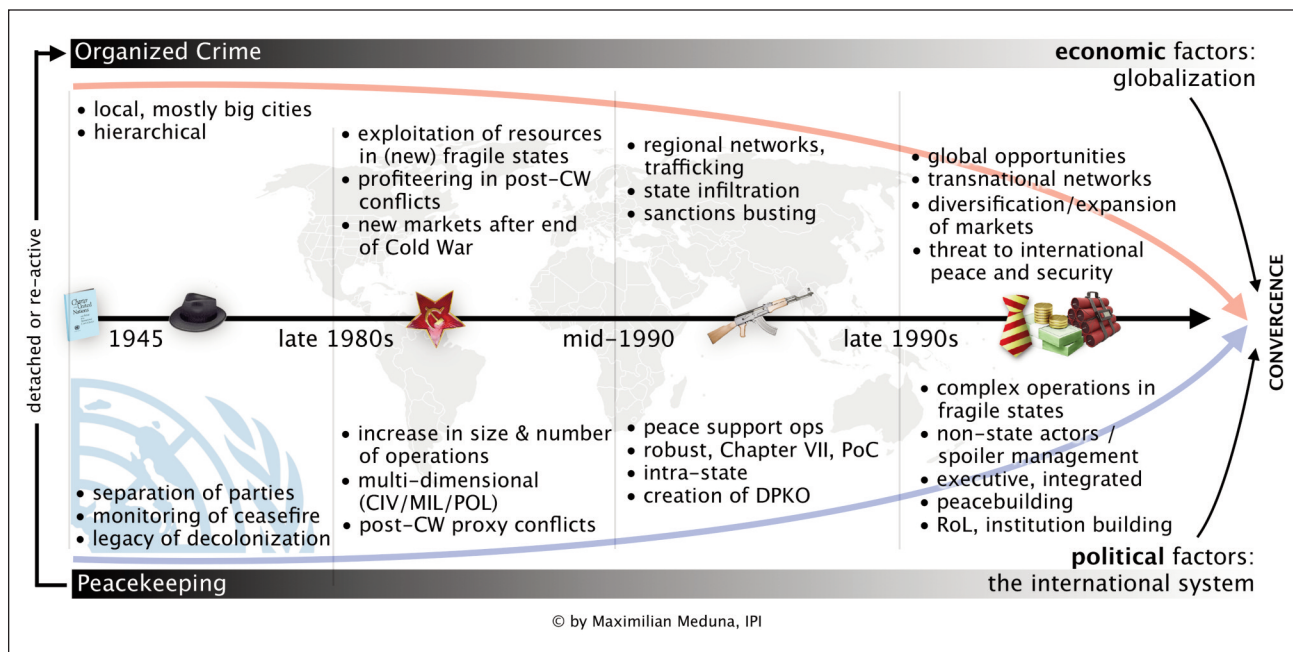 Organized Crime
economic factors:
globalization
• local, mostly big cities
• hierarchical
• exploitation of resources
in (new) fragile states
• profiteering in post-CW
conflicts
• new markets after end
of Cold War
• regional networks,
trafficking
• state infiltration
• sanctions busting
• global opportunities
• transnational networks
• diversification/expansion
of markets
• threat to international
peace and security
detached or re-active
Charter
United
Nations
1945
late 1980s
mid-1990
late 1990s
CONVERGENCE
• separation of parties
• monitoring of ceasefire
• legacy of decolonization
• increase in size & number
of operations
• multi-dimensional
(CIV/MIL/POL)
• post-CW proxy conflicts
• peace support ops
• robust, Chapter VII, PoC
• intra-state
• creation of DPKO
• complex operations in
fragile states
• non-state actors /
spoiler management
• executive, integrated
• peacebuilding
• RoL, institution building
Peacekeeping
political factors:
the international system
© by Maximilian Meduna, IPI